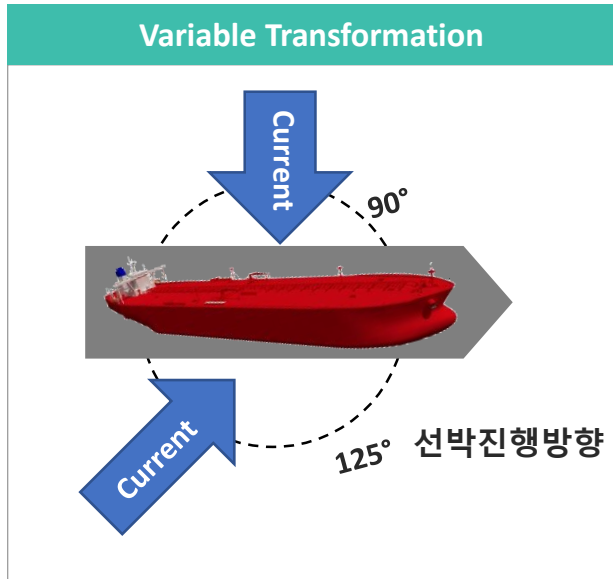 Variable Transformation
Current
90°
125° 선박진행방향
Current